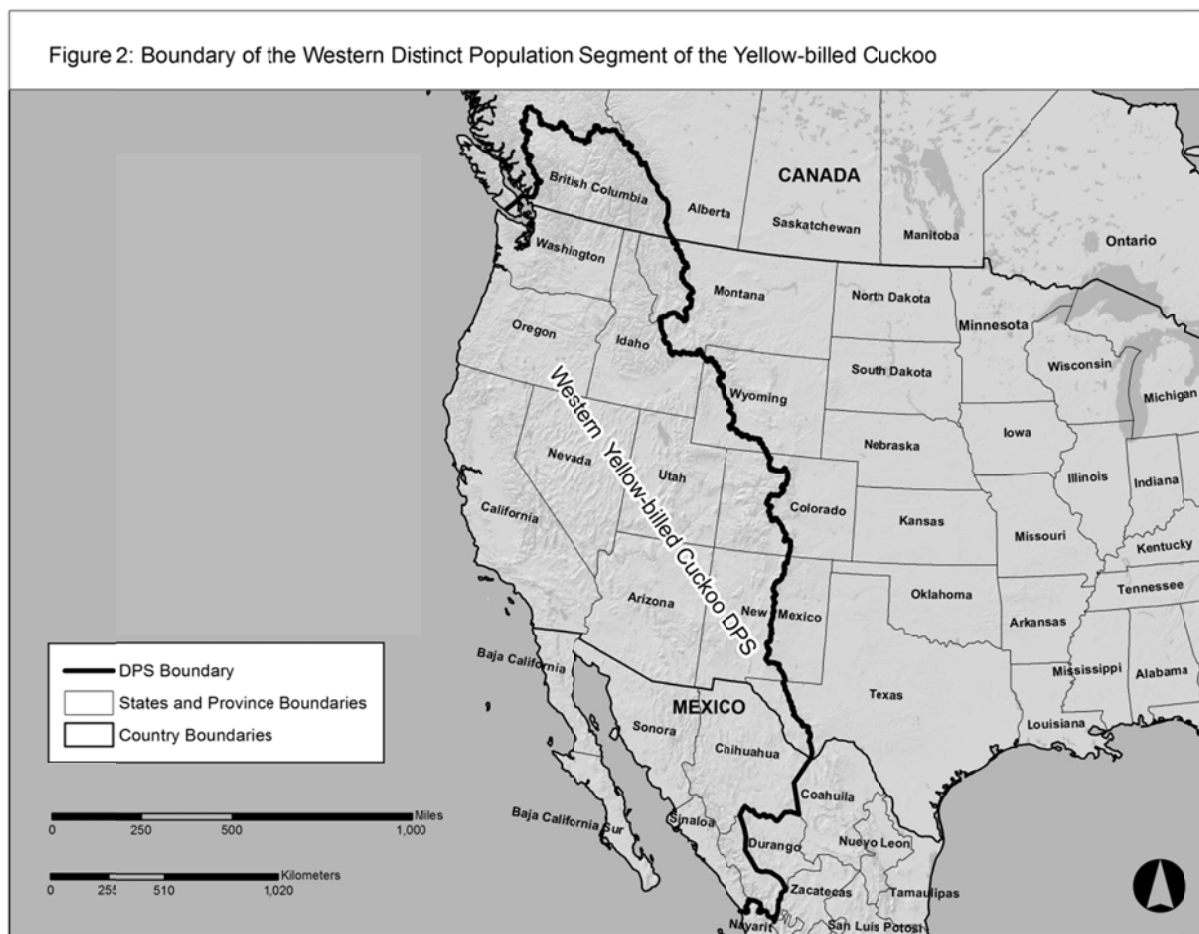 Figure 2: Boundary of the Western Distinct Population Segment of the Yellow-billed Cuckoo
CANADA
British Columbia
Alberta
Saskatchewan
Manitoba
Ontario
Washington
Montana
North Dakota
Minnesota
Oregon
Idaho
Wisconsin
South Dakota
Michigan
Wyoming
Western Yellow-billed Cuckoo DPS
Iowa
Nebraska
Nevada
Utah
Illinois
Indiana
California
Colorado
Kansas
Missouri
Kentucky
Tennessee
Arizona
New Mexico
Oklahoma
Arkansas
Mississippi
Alabama
Texas
Louisiana
Baja California
MEXICO
Sonora
Chihuahua
Coahuila
Baja California Sur
Sinaloa
Durango
Nuevo Leon
Zacatecas
Tamaulipas
Nayarit
San Luis Potosi
DPS Boundary
States and Province Boundaries
Country Boundaries
Miles
0 250 500 1,000
Kilometers
0 255 510 1,020